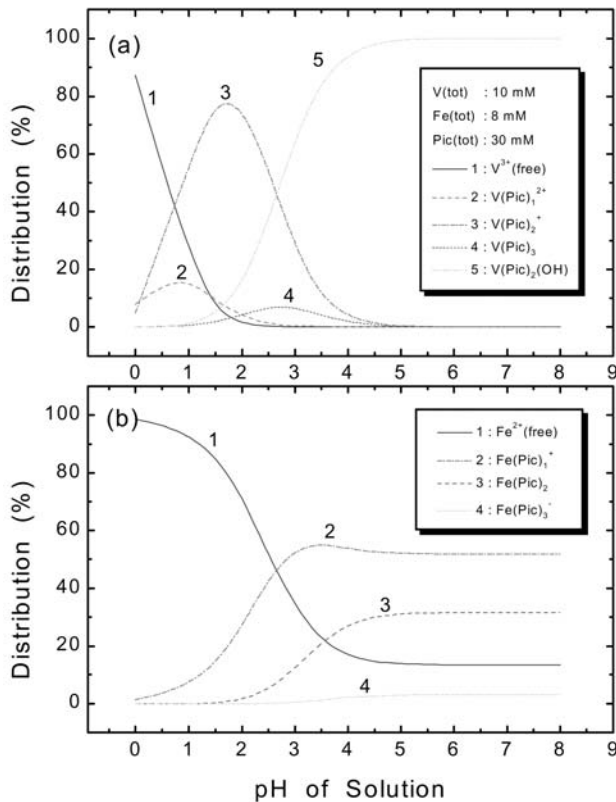 (a)
Distribution (%)
100
80
60
40
20
0
1
2
3
4
5
V(tot) : 10 mM
Fe(tot) : 8 mM
Pic(tot) : 30 mM
1 : V³⁺(free)
2 : V(Pic)₁²⁺
3 : V(Pic)₂⁺
4 : V(Pic)₃
5 : V(Pic)₂(OH)
0 1 2 3 4 5 6 7 8 9
(b)
Distribution (%)
100
80
60
40
20
0
1
2
3
4
1 : Fe²⁺(free)
2 : Fe(Pic)₁⁺
3 : Fe(Pic)₂
4 : Fe(Pic)₃⁻
0 1 2 3 4 5 6 7 8 9
pH of Solution